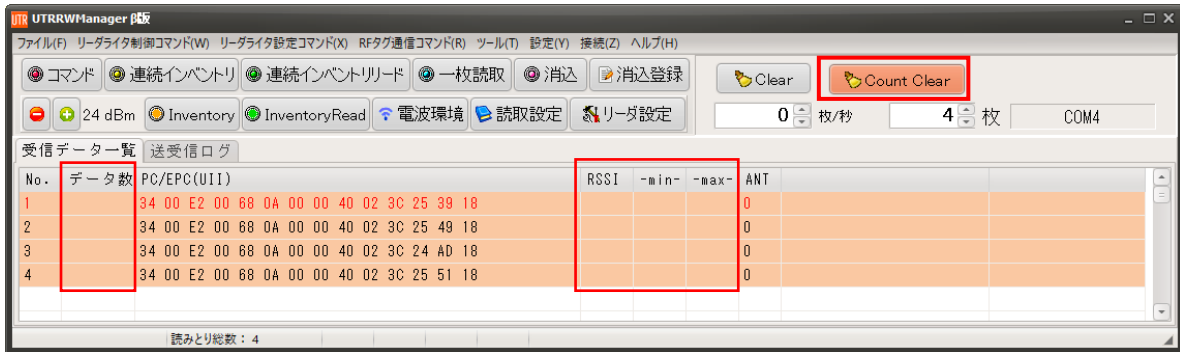 UTR UTRRWManager β版
ファイル(F) リーダライタ制御コマンド(W) リーダライタ設定コマンド(X) RFタグ通信コマンド(R) ツール(T) 設定(Y) 接続(Z) ヘルプ(H)
コマンド 連続インベントリ 連続インベントリリード 一枚読取 消込 消込登録 Clear Count Clear
24 dBm Inventory InventoryRead 電波環境 読取設定 リーダ設定 0 枚/秒 4 枚 COM4
受信データ一覧 送受信ログ
No. データ数 PC/EPC(UII) RSSI -min- -max- ANT
1 34 00 E2 00 68 0A 00 00 40 02 3C 25 39 18 0
2 34 00 E2 00 68 0A 00 00 40 02 3C 25 49 18 0
3 34 00 E2 00 68 0A 00 00 40 02 3C 24 AD 18 0
4 34 00 E2 00 68 0A 00 00 40 02 3C 25 51 18 0
読みとり総数：4